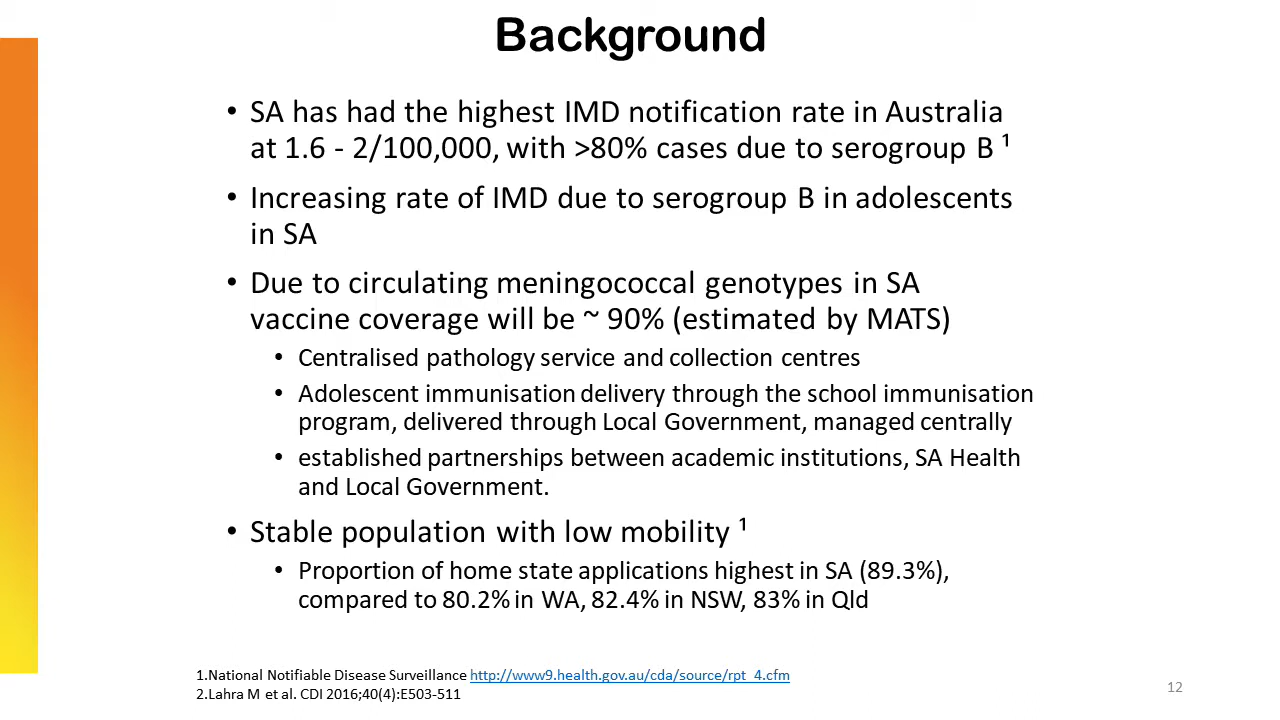 Background
• SA has had the highest IMD notification rate in Australia
at 1.6 - 2/100,000, with >80% cases due to serogroup B ¹
• Increasing rate of IMD due to serogroup B in adolescents
in SA
• Due to circulating meningococcal genotypes in SA
vaccine coverage will be ~ 90% (estimated by MATS)
• Centralised pathology service and collection centres
• Adolescent immunisation delivery through the school immunisation
program, delivered through Local Government, managed centrally
• established partnerships between academic institutions, SA Health
and Local Government.
• Stable population with low mobility ¹
• Proportion of home state applications highest in SA (89.3%),
compared to 80.2% in WA, 82.4% in NSW, 83% in Qld
1.National Notifiable Disease Surveillance http://www9.health.gov.au/cda/source/rpt_4.cfm
2.Lahra M et al. CDI 2016;40(4):E503-511
12